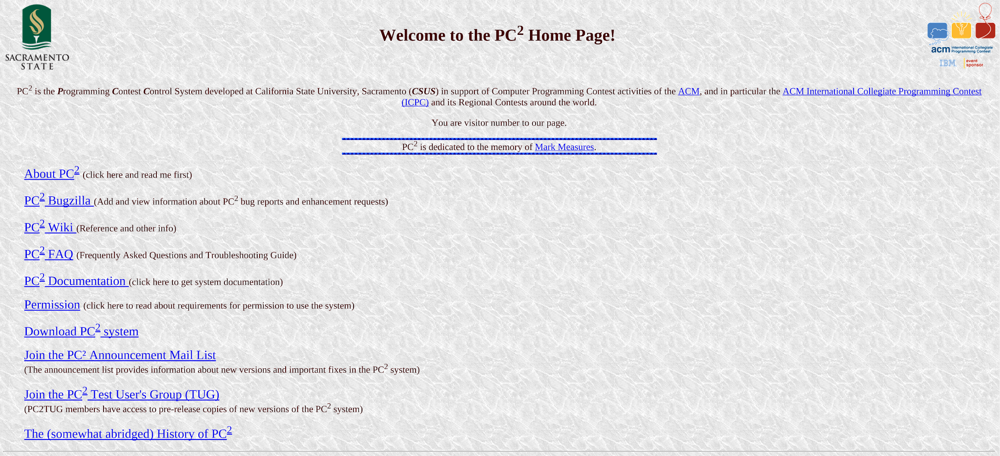 SACRAMENTO
STATE
Welcome to the PC² Home Page!
acm International Collegiate
Programming Contest
IBM. event
sponsor
PC² is the Programming Contest Control System developed at California State University, Sacramento (CSUS) in support of Computer Programming Contest activities of the ACM, and in particular the ACM International Collegiate Programming Contest
(ICPC) and its Regional Contests around the world.
You are visitor number to our page.
PC² is dedicated to the memory of Mark Measures.
About PC² (click here and read me first)
PC² Bugzilla (Add and view information about PC² bug reports and enhancement requests)
PC² Wiki (Reference and other info)
PC² FAQ (Frequently Asked Questions and Troubleshooting Guide)
PC² Documentation (click here to get system documentation)
Permission (click here to read about requirements for permission to use the system)
Download PC² system
Join the PC² Announcement Mail List
(The announcement list provides information about new versions and important fixes in the PC² system)
Join the PC² Test User's Group (TUG)
(PC2TUG members have access to pre-release copies of new versions of the PC² system)
The (somewhat abridged) History of PC²